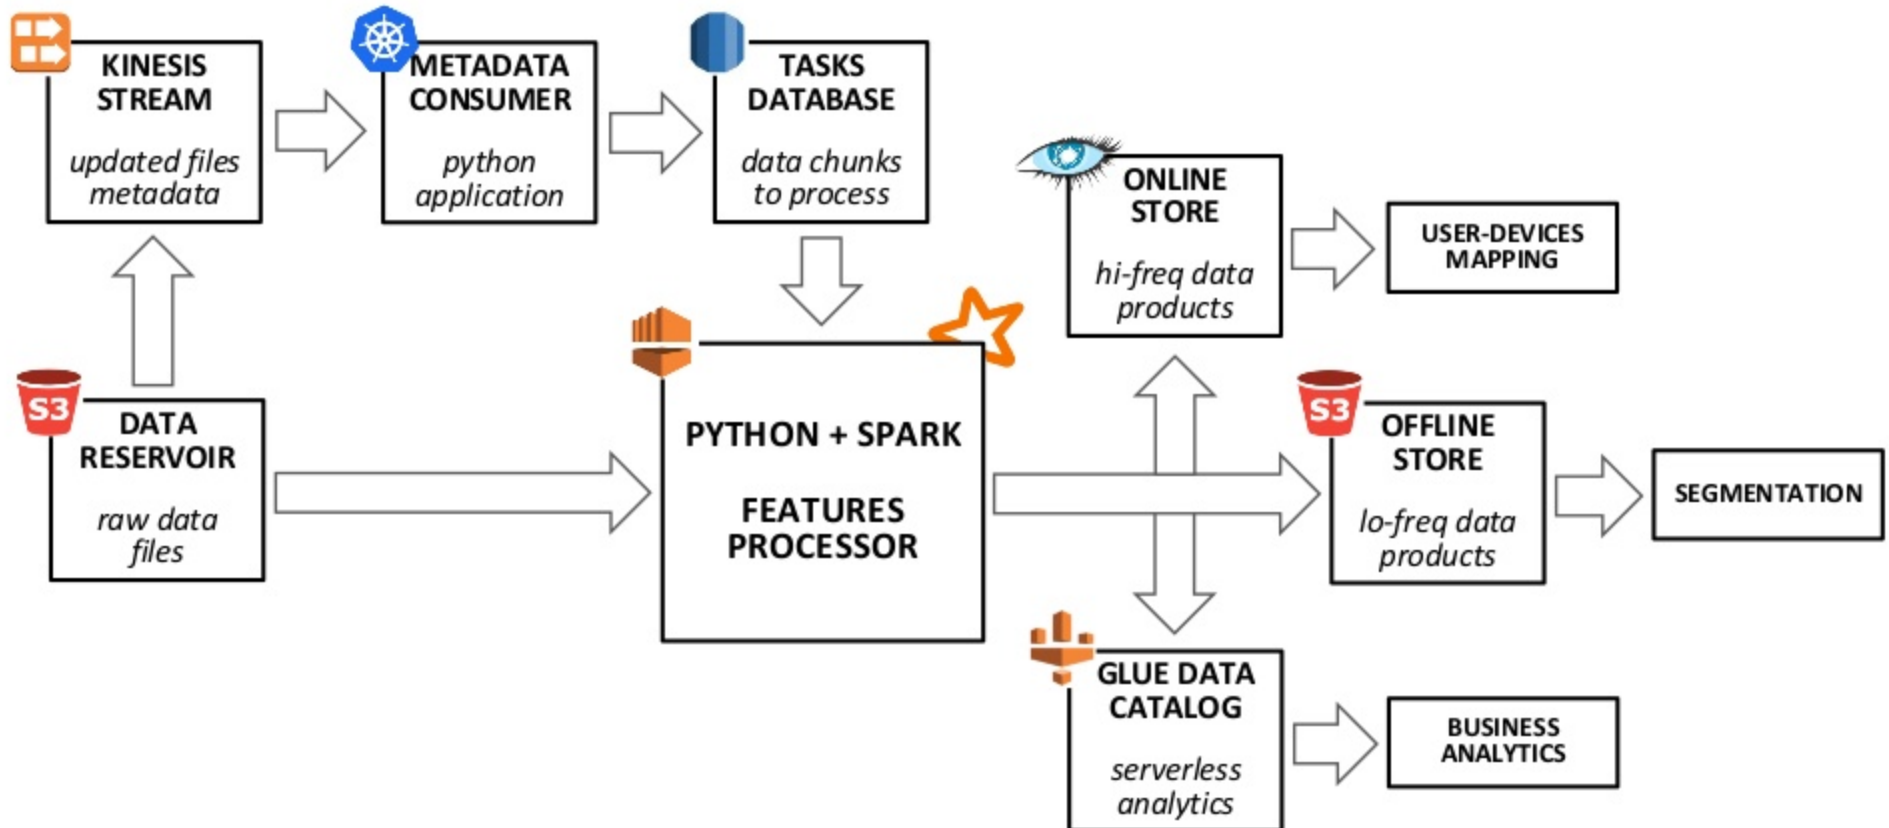 KINESIS
STREAM
updated files
metadata
METADATA
CONSUMER
python
application
TASKS
DATABASE
data chunks
to process
ONLINE
STORE
hi-freq data
products
USER-DEVICES
MAPPING
S3
DATA
RESERVOIR
raw data
files
PYTHON + SPARK
FEATURES
PROCESSOR
S3
OFFLINE
STORE
lo-freq data
products
SEGMENTATION
GLUE DATA
CATALOG
serverless
analytics
BUSINESS
ANALYTICS